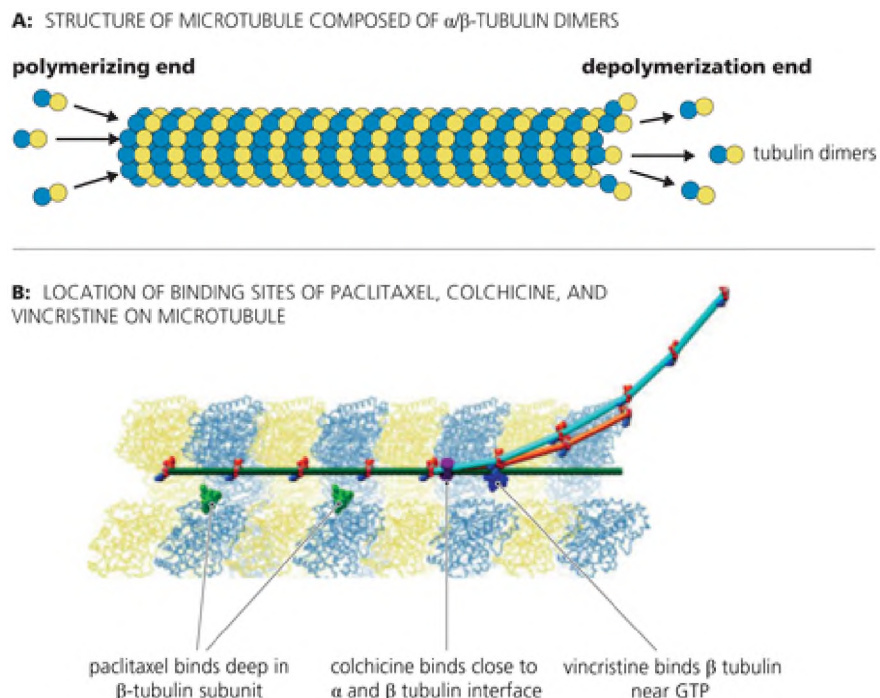 A: STRUCTURE OF MICROTUBULE COMPOSED OF α/β-TUBULIN DIMERS
polymerizing end
depolymerization end
tubulin dimers
B: LOCATION OF BINDING SITES OF PACLITAXEL, COLCHICINE, AND
VINCRISTINE ON MICROTUBULE
paclitaxel binds deep in
β-tubulin subunit
colchicine binds close to
α and β tubulin interface
vincristine binds β tubulin
near GTP